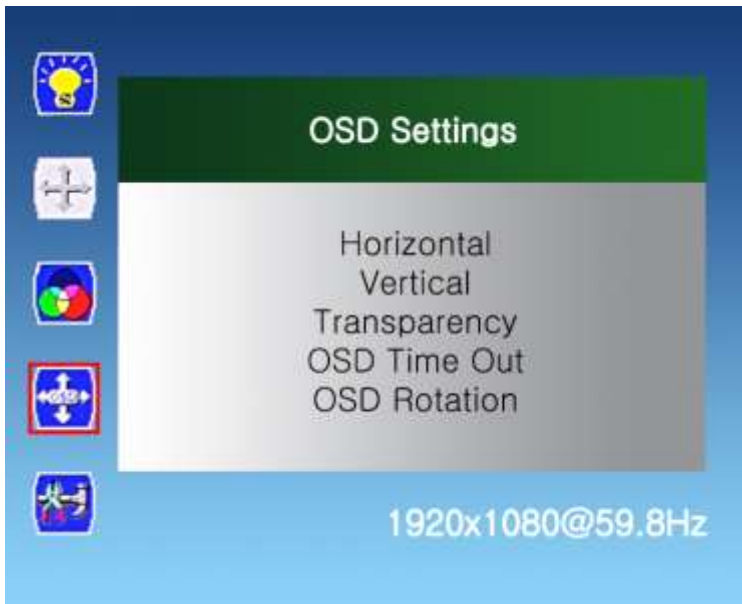 OSD Settings
Horizontal
Vertical
Transparency
OSD Time Out
OSD Rotation
1920x1080@59.8Hz